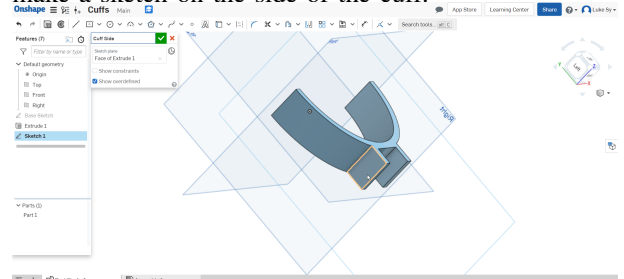 make a sketch on the side of the cuff.
Onshape Cuffs Main
App Store Learning Center Share Luke Sy
Search tools...
Features (7)
Filter by name or type
Default geometry
Origin
Top
Front
Right
Base Sketch
Extrude 1
Sketch 1
Cuff Side
Sketch plane
Face of Extrude 1
Show constraints
Show overdefined
Right
Left
Z
Parts (1)
Part 1